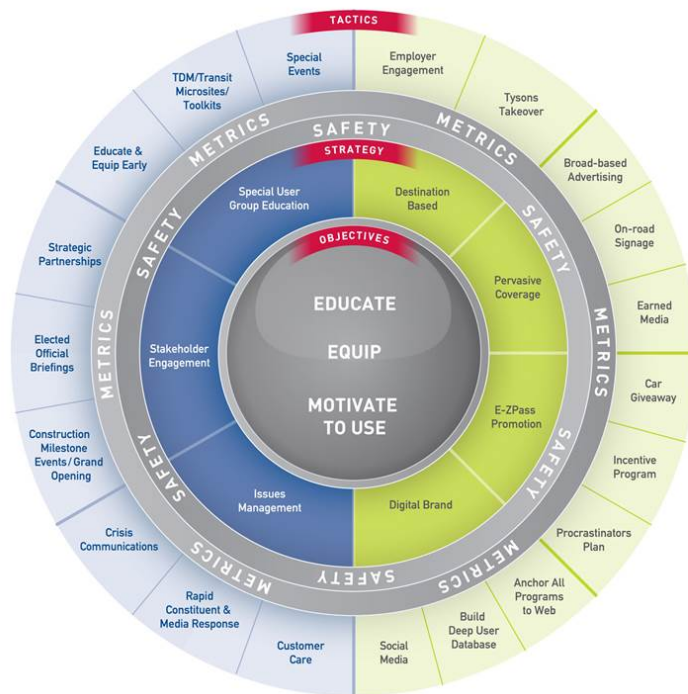 TACTICS
Special
Events
Employer
Engagement
Tysons
Takeover
Broad-based
Advertising
On-road
Signage
Earned
Media
Car
Giveaway
Incentive
Program
Procrastinators
Plan
Anchor All
Programs
to Web
Build
Deep User
Database
Social
Media
Customer
Care
Rapid
Constituent &
Media Response
Crisis
Communications
Construction
Milestone
Events/Grand
Opening
Elected
Official
Briefings
Strategic
Partnerships
Educate &
Equip Early
TDM/Transit
Microsites/
Toolkits
METRICS
METRICS
METRICS
METRICS
METRICS
METRICS
SAFETY
SAFETY
SAFETY
SAFETY
SAFETY
SAFETY
STRATEGY
Special User
Group Education
Destination
Based
Pervasive
Coverage
E-ZPass
Promotion
Digital Brand
Issues
Management
Stakeholder
Engagement
OBJECTIVES
EDUCATE
EQUIP
MOTIVATE
TO USE